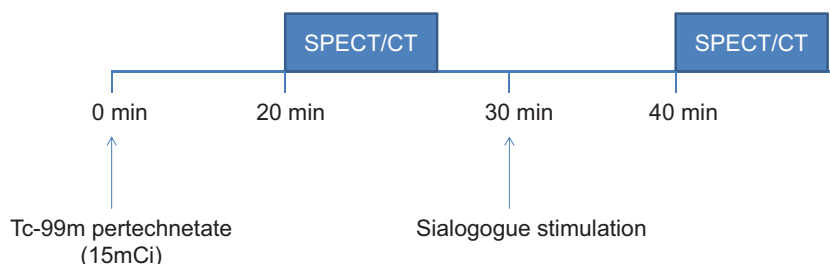 SPECT/CT SPECT/CT
0 min 20 min 30 min 40 min
Tc-99m pertechnetate Sialogogue stimulation
(15mCi)